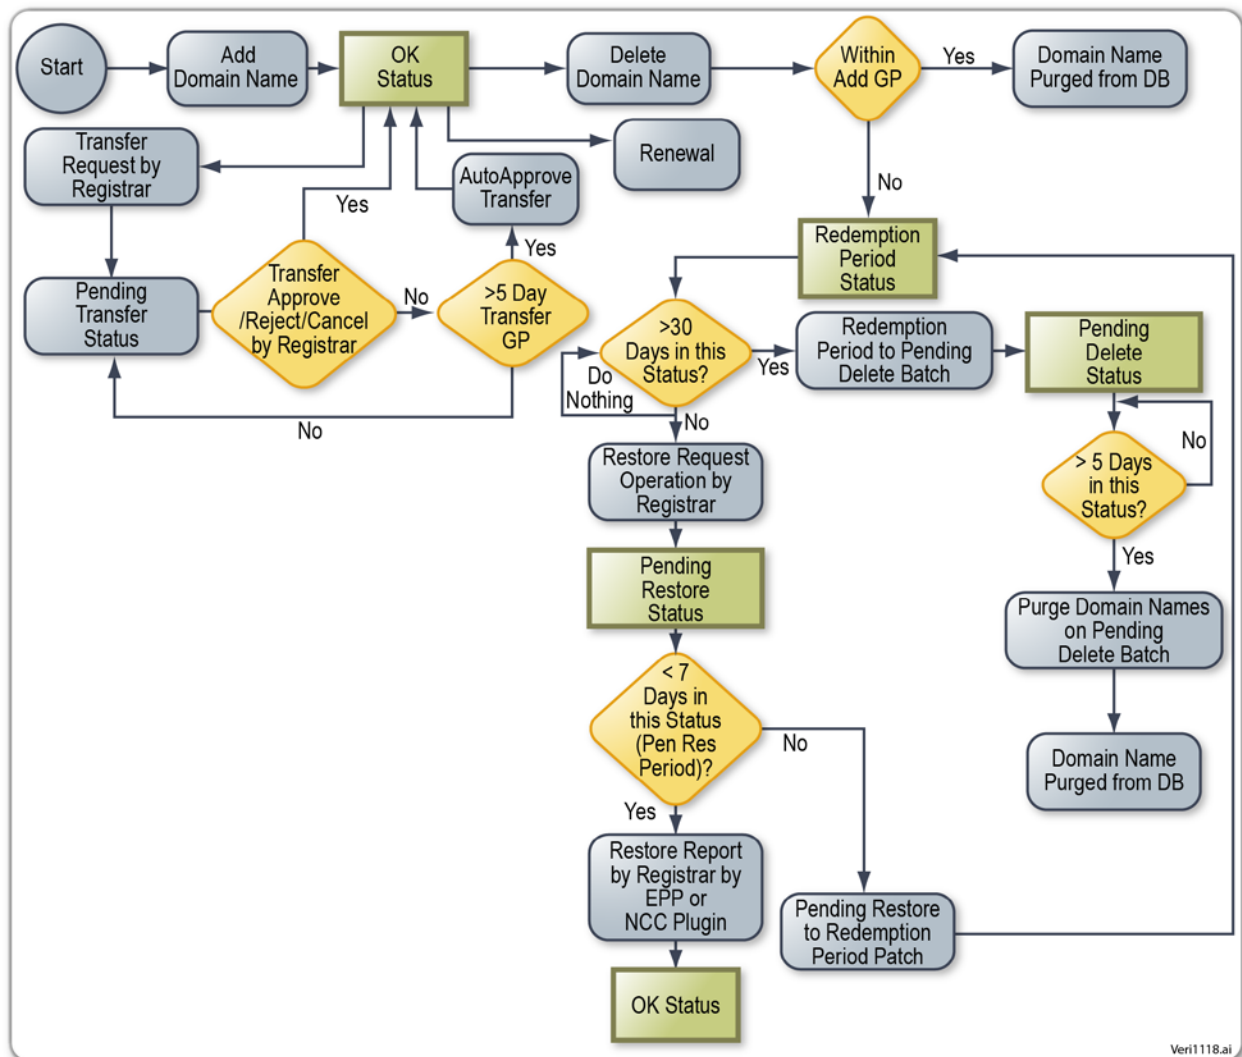 Start
Add
Domain Name
OK
Status
Delete
Domain Name
Within
Add GP
Yes
Domain Name
Purged from DB
Transfer
Request by
Registrar
Renewal
AutoApprove
Transfer
No
Yes
Yes
Redemption
Period
Status
Pending
Transfer
Status
Transfer
Approve
/Reject/Cancel
by Registrar
No
>5 Day
Transfer
GP
No
>30
Days in this
Status?
Yes
Do
Nothing
No
Redemption
Period to Pending
Delete Batch
Pending
Delete
Status
No
> 5 Days
in this
Status?
Yes
Restore Request
Operation by
Registrar
Pending
Restore
Status
Purge Domain Names
on Pending
Delete Batch
< 7
Days in
this Status
(Pen Res
Period)?
No
Yes
Domain Name
Purged from DB
Restore Report
by Registrar by
EPP or
NCC Plugin
Pending Restore
to Redemption
Period Patch
OK Status
Veri1118.ai